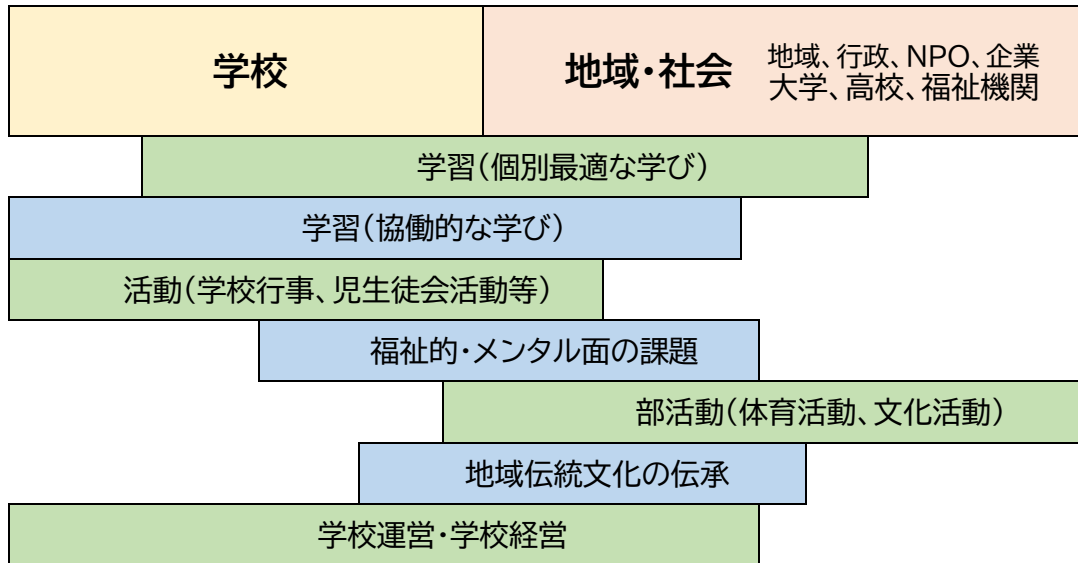 学校
地域・社会
地域、行政、NPO、企業
大学、高校、福祉機関
学習(個別最適な学び)
学習(協働的な学び)
活動(学校行事、児生徒会活動等)
福祉的・メンタル面の課題
部活動(体育活動、文化活動)
地域伝統文化の伝承
学校運営・学校経営